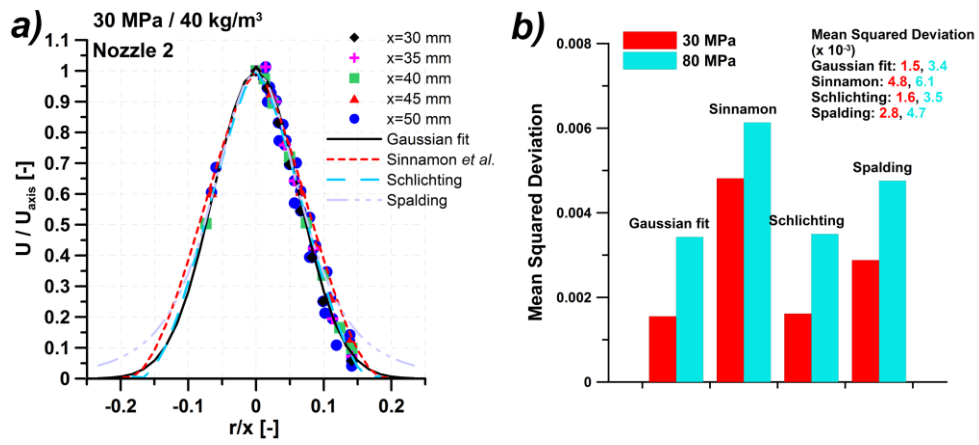 a)
30 MPa / 40 kg/m³
Nozzle 2
1.1
1
0.9
0.8
0.7
0.6
0.5
0.4
0.3
0.2
0.1
0
U / U_axis [-]
-0.2
-0.1
0
0.1
0.2
r/x [-]
x=30 mm
x=35 mm
x=40 mm
x=45 mm
x=50 mm
Gaussian fit
Sinnamon et al.
Schlichting
Spalding
b)
0.008
0.006
0.004
0.002
0
Mean Squared Deviation
30 MPa
80 MPa
Mean Squared Deviation
(x 10⁻³)
Gaussian fit: 1.5, 3.4
Sinnamon: 4.8, 6.1
Schlichting: 1.6, 3.5
Spalding: 2.8, 4.7
Gaussian fit
Sinnamon
Schlichting
Spalding